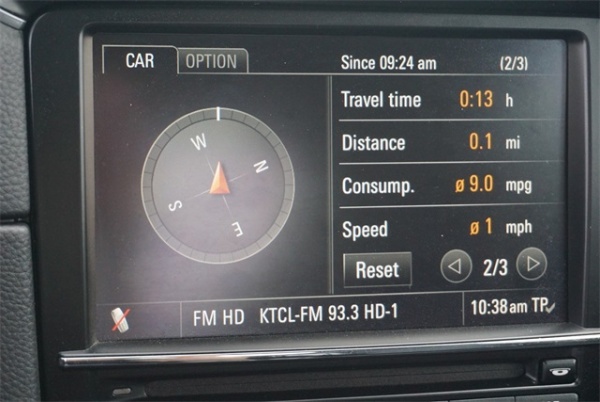 CAR OPTION Since 09:24 am (2/3)
Travel time 0:13 h
Distance 0.1 mi
Consump. ø 9.0 mpg
Speed ø 1 mph
Reset 2/3
W
N
S
E
FM HD KTCL-FM 93.3 HD-1 10:38 am TP